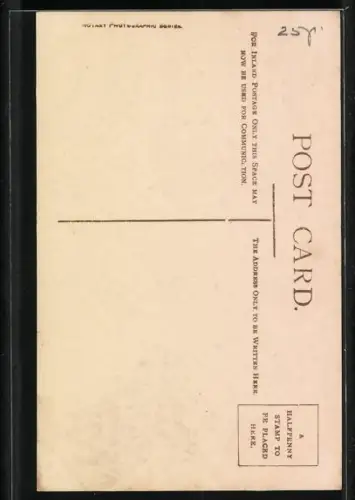 ROTARY PHOTOGRAPHIC SERIES.
POST CARD.
FOR INLAND POSTAGE ONLY THIS SPACE MAY
NOW BE USED FOR COMMUNICATION.
THE ADDRESS ONLY TO BE WRITTEN HERE.
A
HALFPENNY
STAMP TO
BE PLACED
HERE.